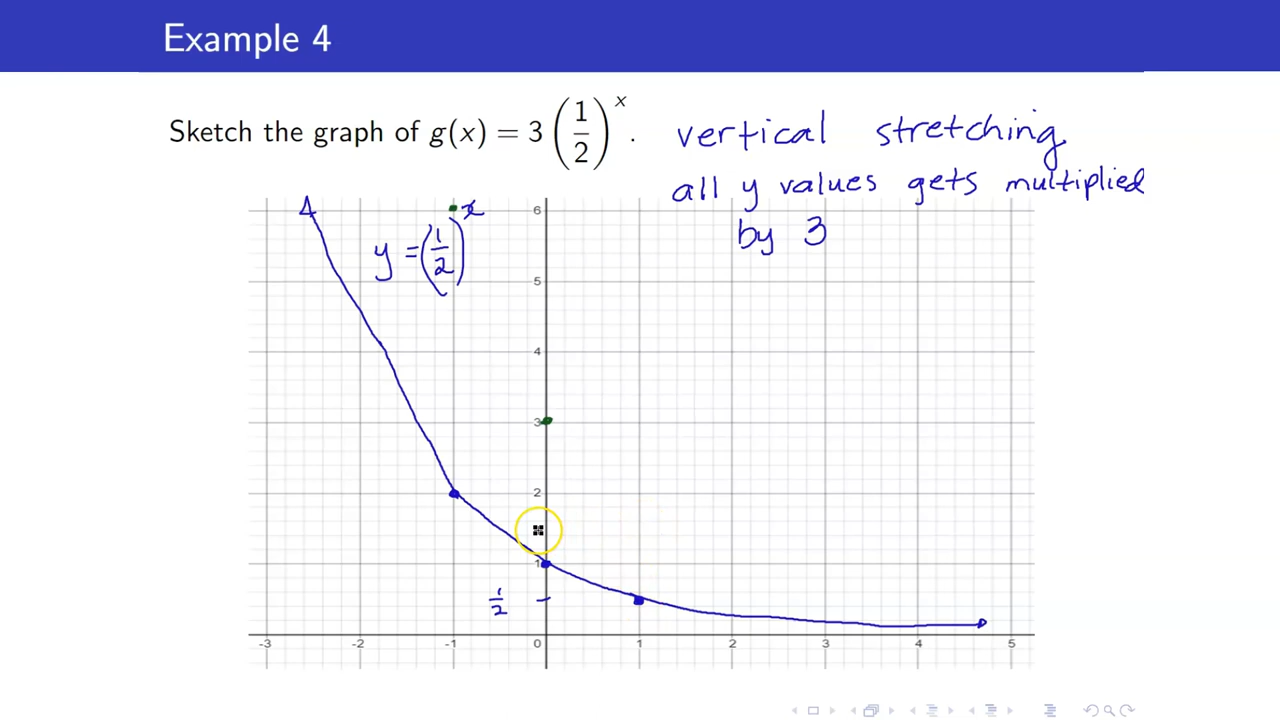 Example 4
Sketch the graph of g(x) = 3 (1/2)^x.
vertical stretching
all y values gets multiplied
by 3
y = (1/2)^x
6
5
4
3
2
1
1/2
-3 -2 -1 0 1 2 3 4 5